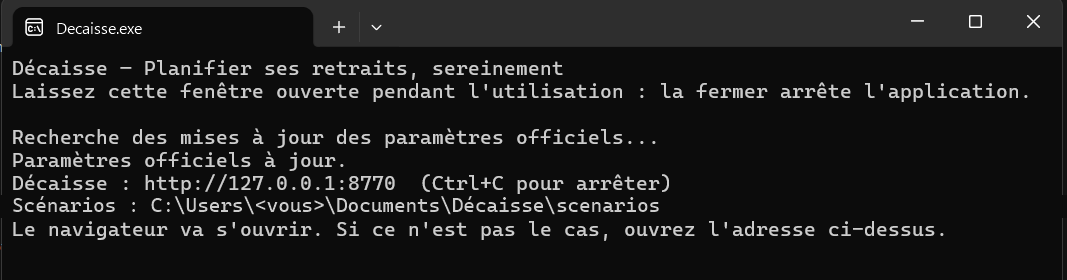 Decaisse.exe
Décaisse — Planifier ses retraits, sereinement
Laissez cette fenêtre ouverte pendant l'utilisation : la fermer arrête l'application.
Recherche des mises à jour des paramètres officiels...
Paramètres officiels à jour.
Décaisse : http://127.0.0.1:8770  (Ctrl+C pour arrêter)
Scénarios : C:\Users\<vous>\Documents\Décaisse\scenarios
Le navigateur va s'ouvrir. Si ce n'est pas le cas, ouvrez l'adresse ci-dessus.